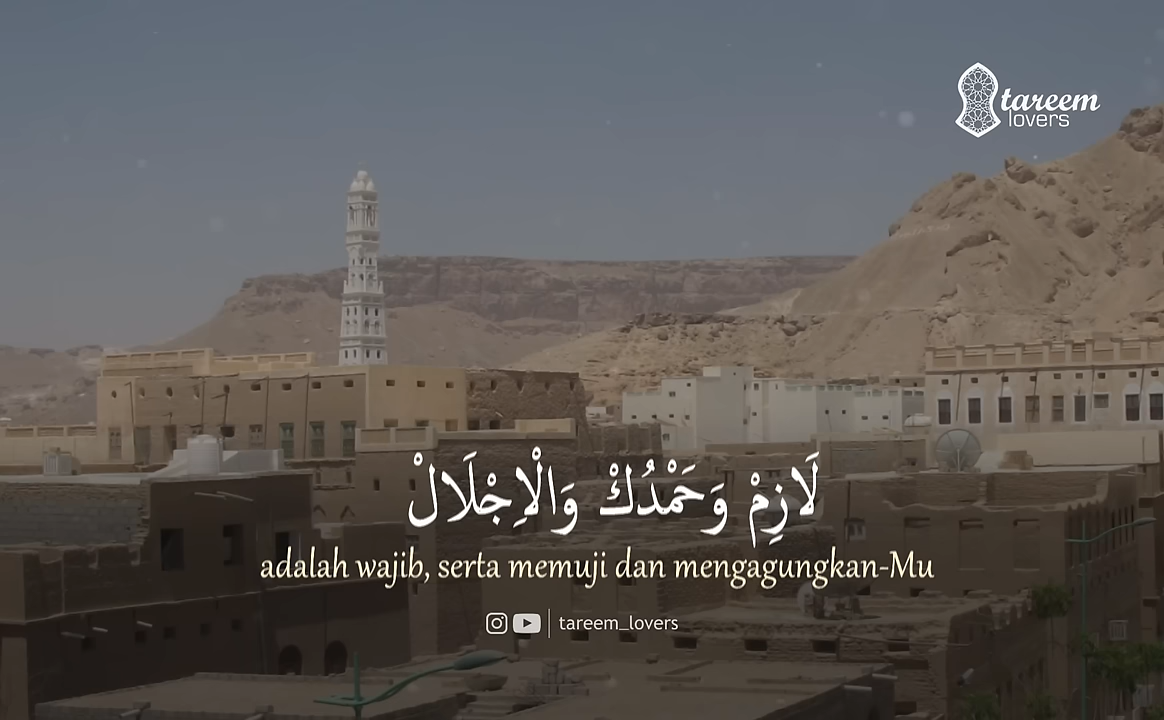 tareem
lovers
لَازِمْ وَحَمْدُكْ وَالْاِجْلَالْ
adalah wajib, serta memuji dan mengagungkan-Mu
tareem_lovers